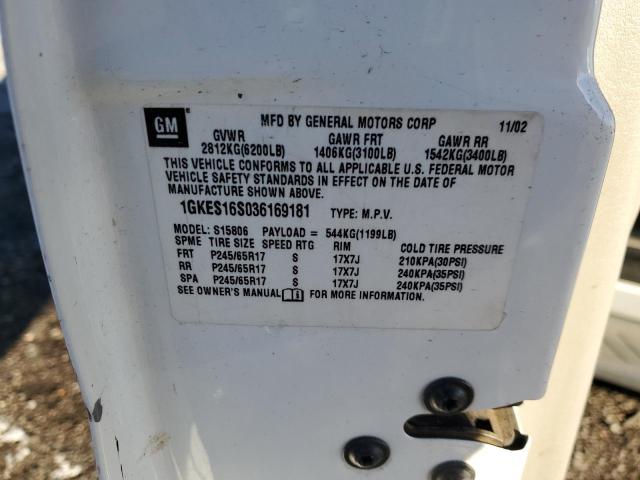 GM
MFD BY GENERAL MOTORS CORP 11/02
GVWR GAWR FRT GAWR RR
2812KG(6200LB) 1406KG(3100LB) 1542KG(3400LB)
THIS VEHICLE CONFORMS TO ALL APPLICABLE U.S. FEDERAL MOTOR
VEHICLE SAFETY STANDARDS IN EFFECT ON THE DATE OF
MANUFACTURE SHOWN ABOVE.
1GKES16S036169181 TYPE: M.P.V.
MODEL: S15806 PAYLOAD = 544KG(1199LB)
SPME TIRE SIZE SPEED RTG RIM COLD TIRE PRESSURE
FRT P245/65R17 S 17X7J 210KPA(30PSI)
RR P245/65R17 S 17X7J 240KPA(35PSI)
SPA P245/65R17 S 17X7J 240KPA(35PSI)
SEE OWNER'S MANUAL FOR MORE INFORMATION.